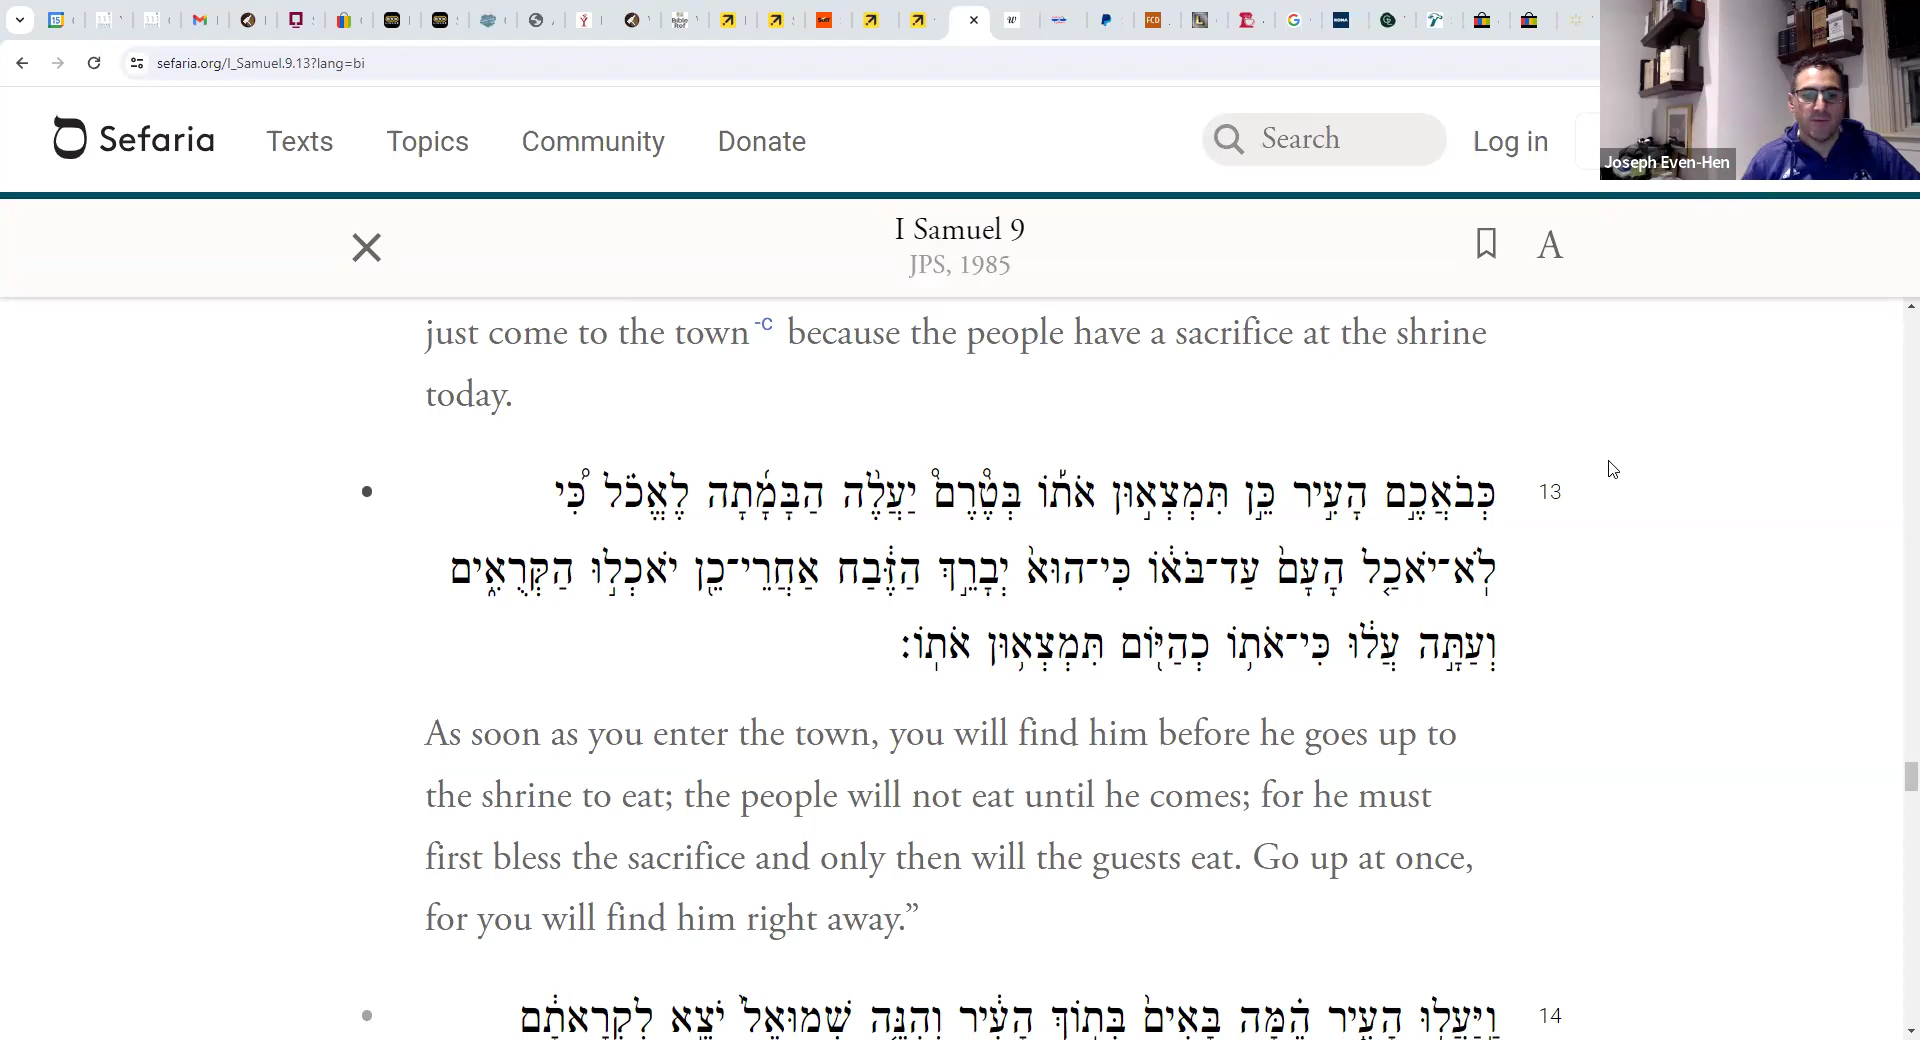 sefaria.org/I_Samuel.9.13?lang=bi
Sefaria Texts Topics Community Donate Search Log in
Joseph Even-Hen
I Samuel 9
JPS, 1985
A
just come to the town -c because the people have a sacrifice at the shrine
today.
13
כְּבֹאֲכֶ֣ם הָעִ֣יר כֵּ֣ן תִּמְצְא֣וּן אֹת֡וֹ בְּטֶ֩רֶם֩ יַעֲלֶ֨ה הַבָּמָ֜תָה לֶאֱכֹ֗ל כִּ֠י
לֹֽא־יֹאכַ֤ל הָעָם֙ עַד־בֹּא֔וֹ כִּי־הוּא֙ יְבָרֵ֣ךְ הַזֶּ֔בַח אַחֲרֵי־כֵ֖ן יֹאכְל֣וּ הַקְּרֻאִ֑ים
וְעַתָּ֣ה עֲל֔וּ כִּי־אֹת֥וֹ כְהַיּ֖וֹם תִּמְצְא֥וּן אֹתֽוֹ׃
As soon as you enter the town, you will find him before he goes up to
the shrine to eat; the people will not eat until he comes; for he must
first bless the sacrifice and only then will the guests eat. Go up at once,
for you will find him right away.”
14
וַֽיַּעֲל֖וּ הָעִ֑יר הֵ֗מָּה בָּאִים֙ בְּת֣וֹךְ הָעִ֔יר וְהִנֵּ֤ה שְׁמוּאֵל֙ יֹצֵ֣א לִקְרָאתָ֔ם